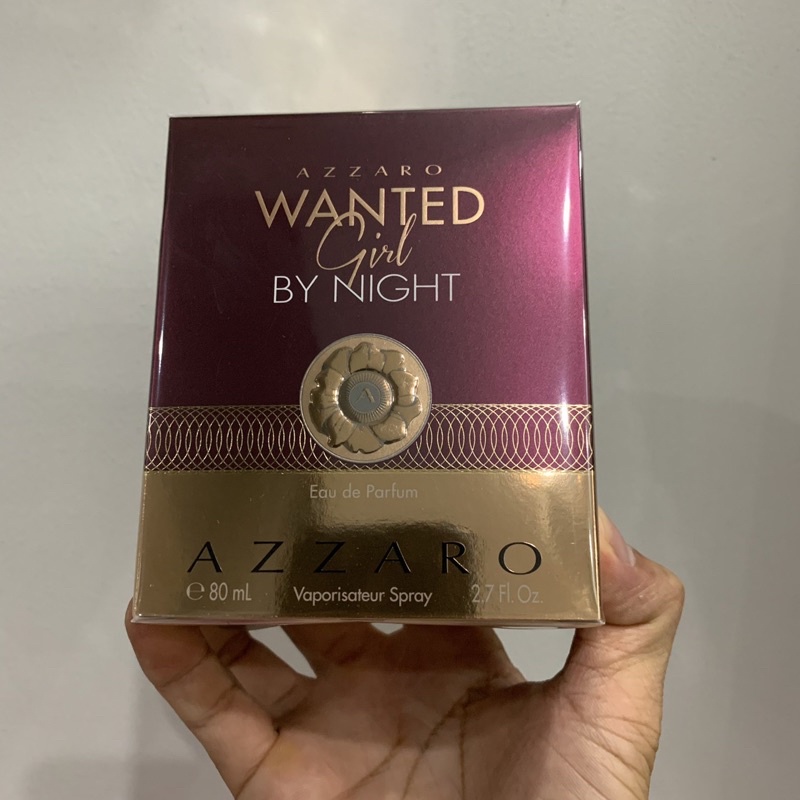 AZZARO
WANTED
Girl
BY NIGHT
A
Eau de Parfum
AZZARO
℮ 80 mL Vaporisateur Spray 2.7 Fl. Oz.